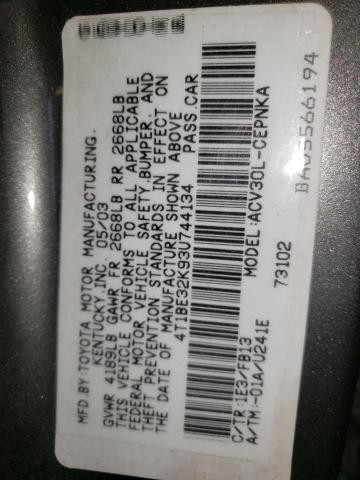 MFD.BY:TOYOTA MOTOR MANUFACTURING.
KENTUCKY.INC. 05/03
GVWR 4189LB GAWR FR 2668LB RR 2668LB
THIS VEHICLE CONFORMS TO ALL APPLICABLE
FEDERAL MOTOR VEHICLE SAFETY,BUMPER, AND
THEFT PREVENTION STANDARDS IN EFFECT ON
THE DATE OF MANUFACTURE SHOWN ABOVE
4T1BE32K93U744134 PASS.CAR
C/TR:1E3/FB13 MODEL:ACV30L-CEPNKA
A/TM:-01A/U241E 73102
BA05566194